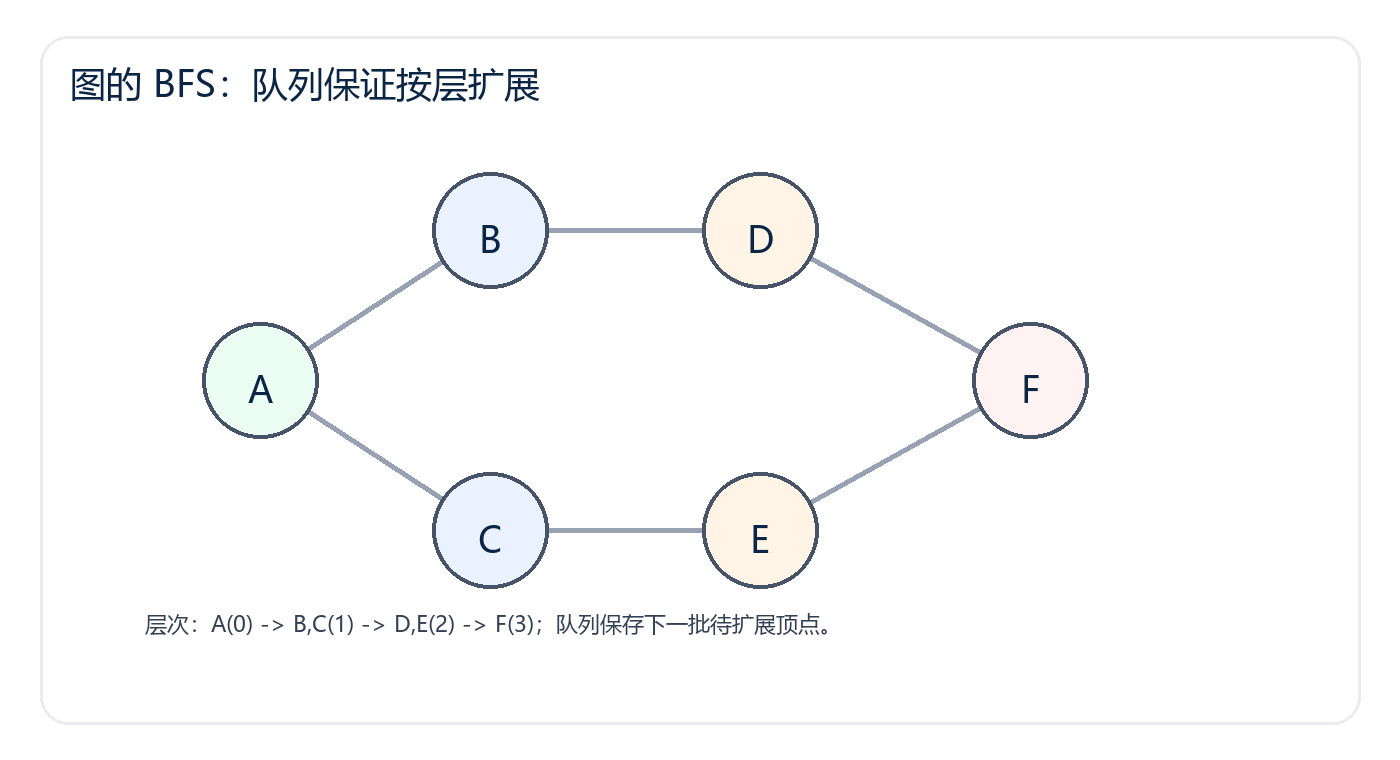 图的 BFS：队列保证按层扩展
B
D
A
F
C
E
层次：A(0) -> B,C(1) -> D,E(2) -> F(3)；队列保存下一批待扩展顶点。